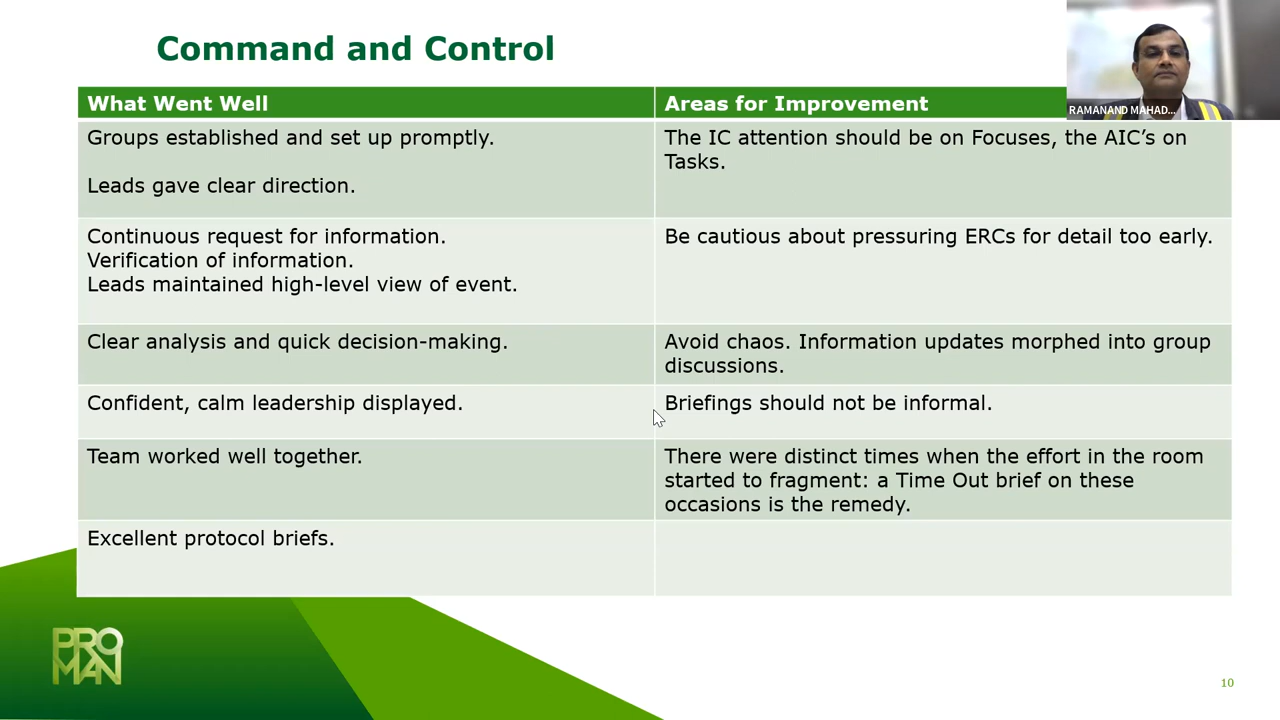 Command and Control
RAMANAND MAHAD...
What Went Well
Areas for Improvement
Groups established and set up promptly.
Leads gave clear direction.
The IC attention should be on Focuses, the AIC's on
Tasks.
Continuous request for information.
Verification of information.
Leads maintained high-level view of event.
Be cautious about pressuring ERCs for detail too early.
Clear analysis and quick decision-making.
Avoid chaos. Information updates morphed into group
discussions.
Confident, calm leadership displayed.
Briefings should not be informal.
Team worked well together.
There were distinct times when the effort in the room
started to fragment: a Time Out brief on these
occasions is the remedy.
Excellent protocol briefs.
PRO
MAN
10